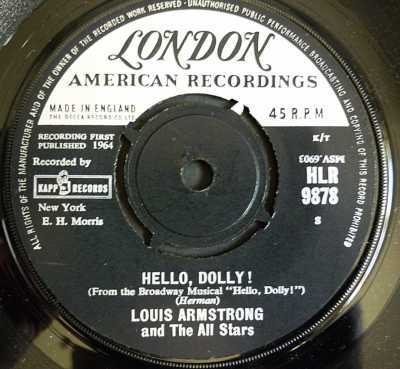 ALL RIGHTS OF THE MANUFACTURER AND OF THE OWNER OF THE RECORDED WORK RESERVED - UNAUTHORISED PUBLIC PERFORMANCE BROADCASTING AND COPYING OF THIS RECORD PROHIBITED
LONDON
AMERICAN RECORDINGS
MADE IN ENGLAND
THE DECCA RECORD CO LTD
45 R.P.M
RECORDING FIRST
PUBLISHED 1964
K/T
Recorded by
KAPP RECORDS
New York
E. H. Morris
HLR
9878
S
HELLO, DOLLY!
(From the Broadway Musical "Hello, Dolly!")
(Herman)
LOUIS ARMSTRONG
and The All Stars